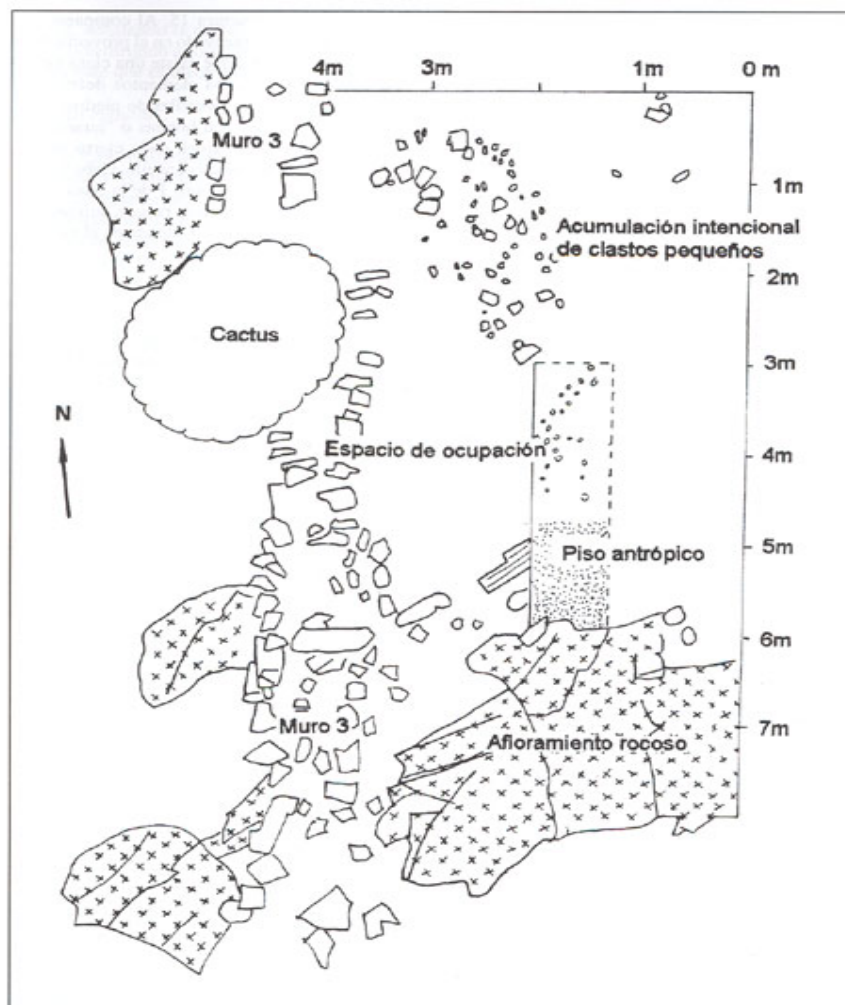 4m 3m 1m 0 m
Muro 3
1m
Acumulación intencional
de clastos pequeños
2m
Cactus
3m
N
Espacio de ocupación
4m
5m
Piso antrópico
6m
Muro 3
7m
Afloramiento rocoso